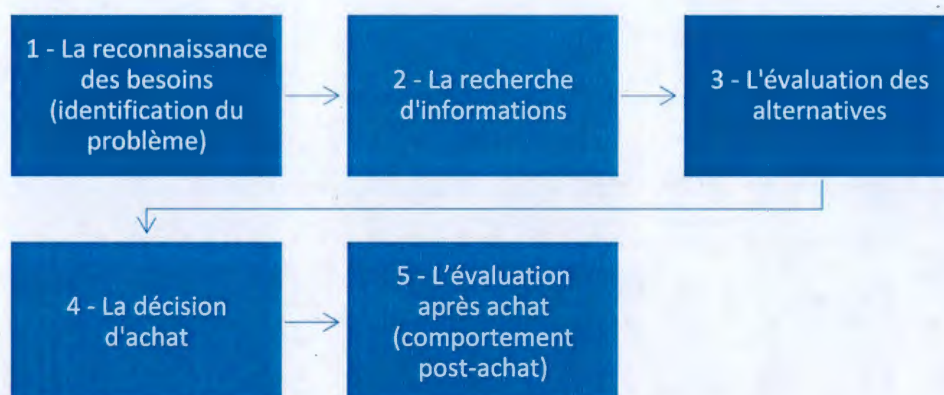 1 - La reconnaissance
des besoins
(identification du
problème)
2 - La recherche
d'informations
3 - L'évaluation des
alternatives
4 - La décision
d'achat
5 - L’évaluation
après achat
(comportement
post-achat)